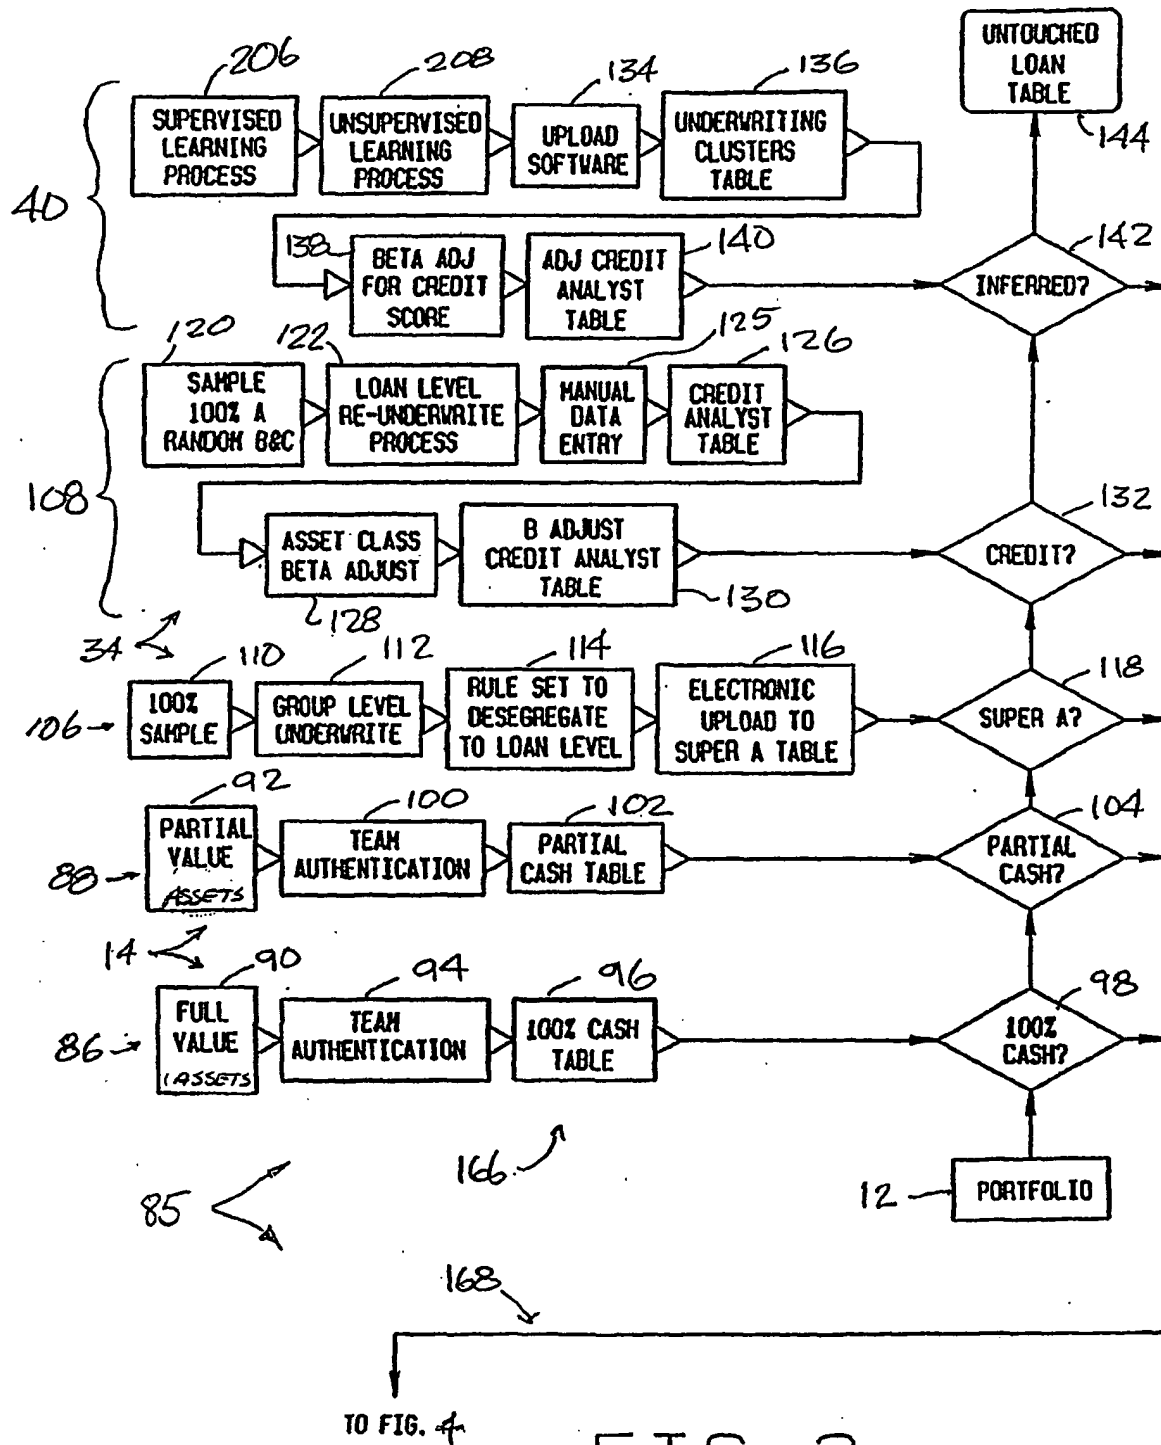 UNTOUCHED
LOAN
TABLE
144
206
208
134
136
SUPERVISED
LEARNING
PROCESS
UNSUPERVISED
LEARNING
PROCESS
UPLOAD
SOFTWARE
UNDERWRITING
CLUSTERS
TABLE
40
138
BETA ADJ
FOR CREDIT
SCORE
140
ADJ CREDIT
ANALYST
TABLE
142
INFERRED?
120
122
125
126
SAMPLE
100% A
RANDOM B&C
LOAN LEVEL
RE-UNDERWRITE
PROCESS
MANUAL
DATA
ENTRY
CREDIT
ANALYST
TABLE
108
ASSET CLASS
BETA ADJUST
128
B ADJUST
CREDIT ANALYST
TABLE
130
132
CREDIT?
34
110
112
114
116
118
106
100%
SAMPLE
GROUP LEVEL
UNDERWRITE
RULE SET TO
DESEGREGATE
TO LOAN LEVEL
ELECTRONIC
UPLOAD TO
SUPER A TABLE
SUPER A?
92
100
102
104
88
PARTIAL
VALUE
ASSETS
TEAM
AUTHENTICATION
PARTIAL
CASH TABLE
PARTIAL
CASH?
14
90
94
96
98
86
FULL
VALUE
ASSETS
TEAM
AUTHENTICATION
100% CASH
TABLE
100%
CASH?
166
85
12
PORTFOLIO
168
TO FIG. 4